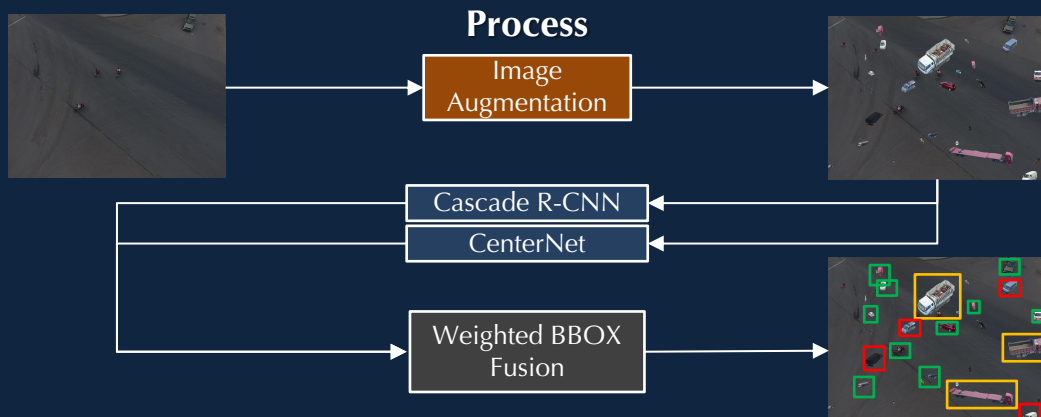 Process
Image
Augmentation
Cascade R-CNN
CenterNet
Weighted BBOX
Fusion